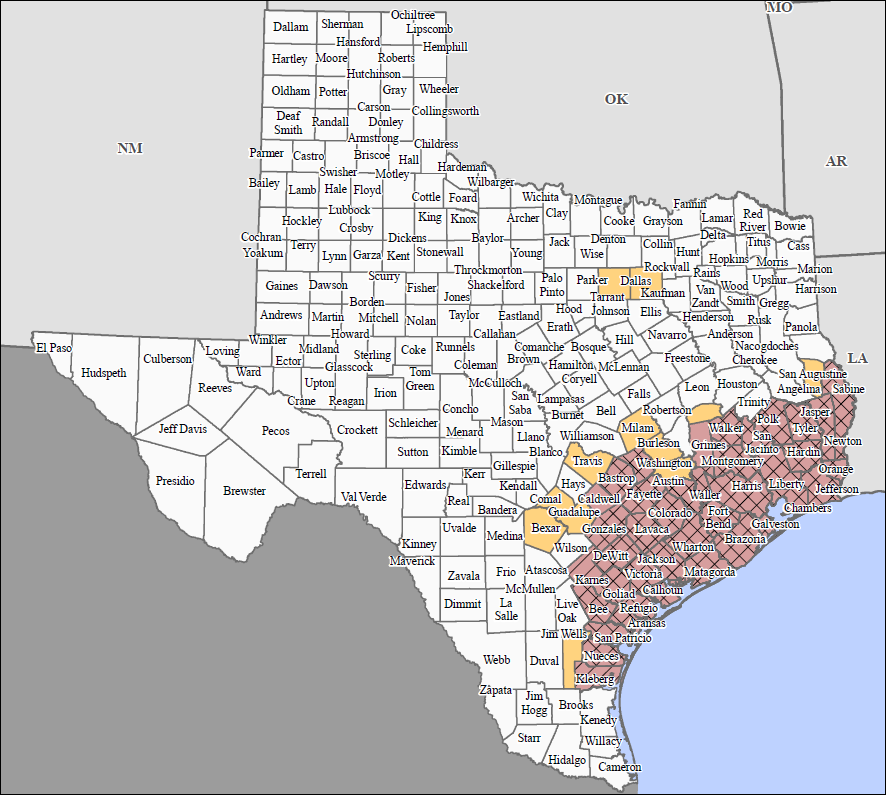 MO
Ochiltree
Dallam
Sherman
Lipscomb
Hansford
Hemphill
Hartley
Moore
Roberts
Hutchinson
OK
Oldham
Potter
Gray
Wheeler
Carson
Collingsworth
Deaf
Smith
Randall
Donley
Armstrong
NM
Childress
Parmer
Castro
Briscoe
Hall
AR
Hardeman
Swisher
Motley
Wilbarger
Bailey
Lamb
Hale
Floyd
Cottle
Foard
Wichita
Montague
Fannin
Lubbock
King
Knox
Archer
Clay
Cooke
Grayson
Lamar
Red
River
Bowie
Hockley
Crosby
Cochran
Dickens
Baylor
Jack
Denton
Collin
Delta
Titus
Cass
Yoakum
Terry
Lynn
Garza
Kent
Stonewall
Young
Wise
Hunt
Hopkins
Morris
Marion
Throckmorton
Rockwall
Rains
Scurry
Gaines
Dawson
Fisher
Shackelford
Palo
Pinto
Parker
Dallas
Kaufman
Van
Zandt
Wood
Upshur
Harrison
Borden
Jones
Tarrant
Smith
Gregg
Andrews
Martin
Mitchell
Nolan
Taylor
Eastland
Hood
Johnson
Ellis
Henderson
Rusk
Panola
Erath
Howard
Callahan
Navarro
Anderson
El Paso
Winkler
Loving
Midland
Runnels
Comanche
Bosque
Hill
Nacogdoches
Culberson
Ector
Sterling
Coke
Brown
Freestone
Cherokee
LA
Hudspeth
Ward
Glasscock
Tom
Green
Coleman
Hamilton
McLennan
San Augustine
Reeves
Upton
Irion
McCulloch
Coryell
Leon
Houston
Angelina
Sabine
Crane
Reagan
San
Saba
Lampasas
Falls
Trinity
Concho
Burnet
Bell
Robertson
Jasper
Polk
Mason
Jeff Davis
Pecos
Crockett
Schleicher
Menard
Llano
Williamson
Milam
Walker
San
Jacinto
Tyler
Burleson
Grimes
Newton
Sutton
Kimble
Blanco
Hardin
Gillespie
Travis
Washington
Montgomery
Orange
Presidio
Brewster
Terrell
Kerr
Bastrop
Austin
Edwards
Kendall
Hays
Harris
Liberty
Jefferson
Val Verde
Real
Comal
Caldwell
Fayette
Waller
Chambers
Bandera
Guadalupe
Colorado
Fort
Bend
Galveston
Uvalde
Medina
Bexar
Gonzales
Lavaca
Brazoria
Kinney
Wilson
Wharton
Maverick
DeWitt
Jackson
Zavala
Frio
Atascosa
Karnes
Victoria
Matagorda
McMullen
Goliad
Calhoun
Dimmit
La
Salle
Live
Oak
Bee
Refugio
Aransas
Jim Wells
San Patricio
Webb
Duval
Nueces
Kleberg
Zapata
Jim
Hogg
Brooks
Kenedy
Starr
Willacy
Hidalgo
Cameron